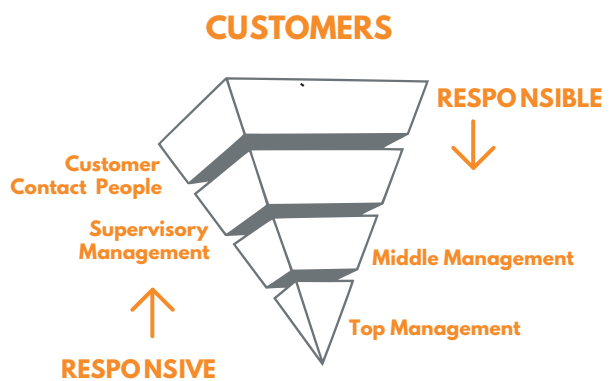 CUSTOMERS
RESPONSIBLE
Customer
Contact People
Supervisory
Management
Middle Management
Top Management
RESPONSIVE